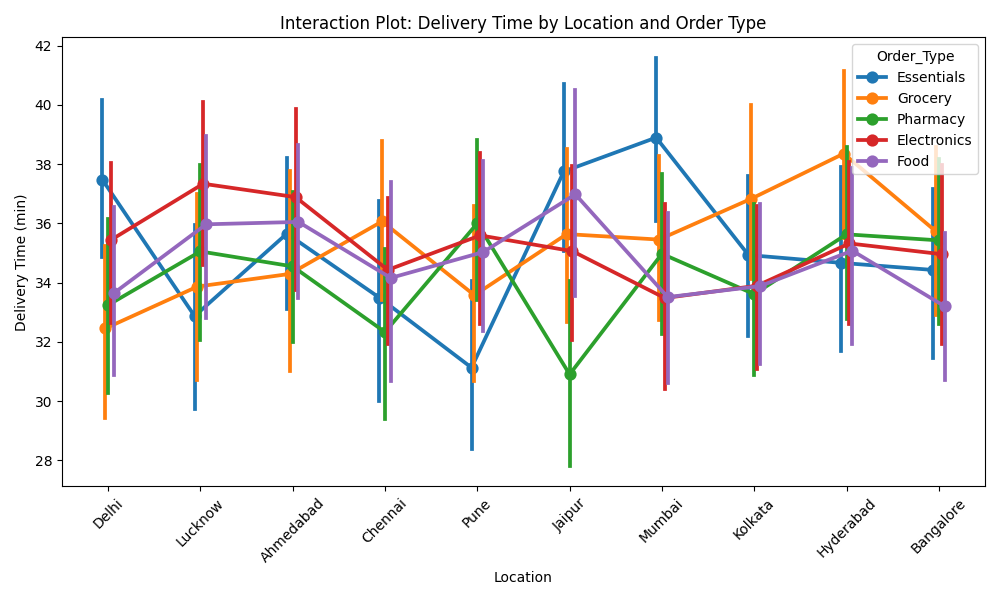 Interaction Plot: Delivery Time by Location and Order Type
Order_Type
Essentials
Grocery
Pharmacy
Electronics
Food
Delivery Time (min)
42
40
38
36
34
32
30
28
Delhi
Lucknow
Ahmedabad
Chennai
Pune
Jaipur
Mumbai
Kolkata
Hyderabad
Bangalore
Location